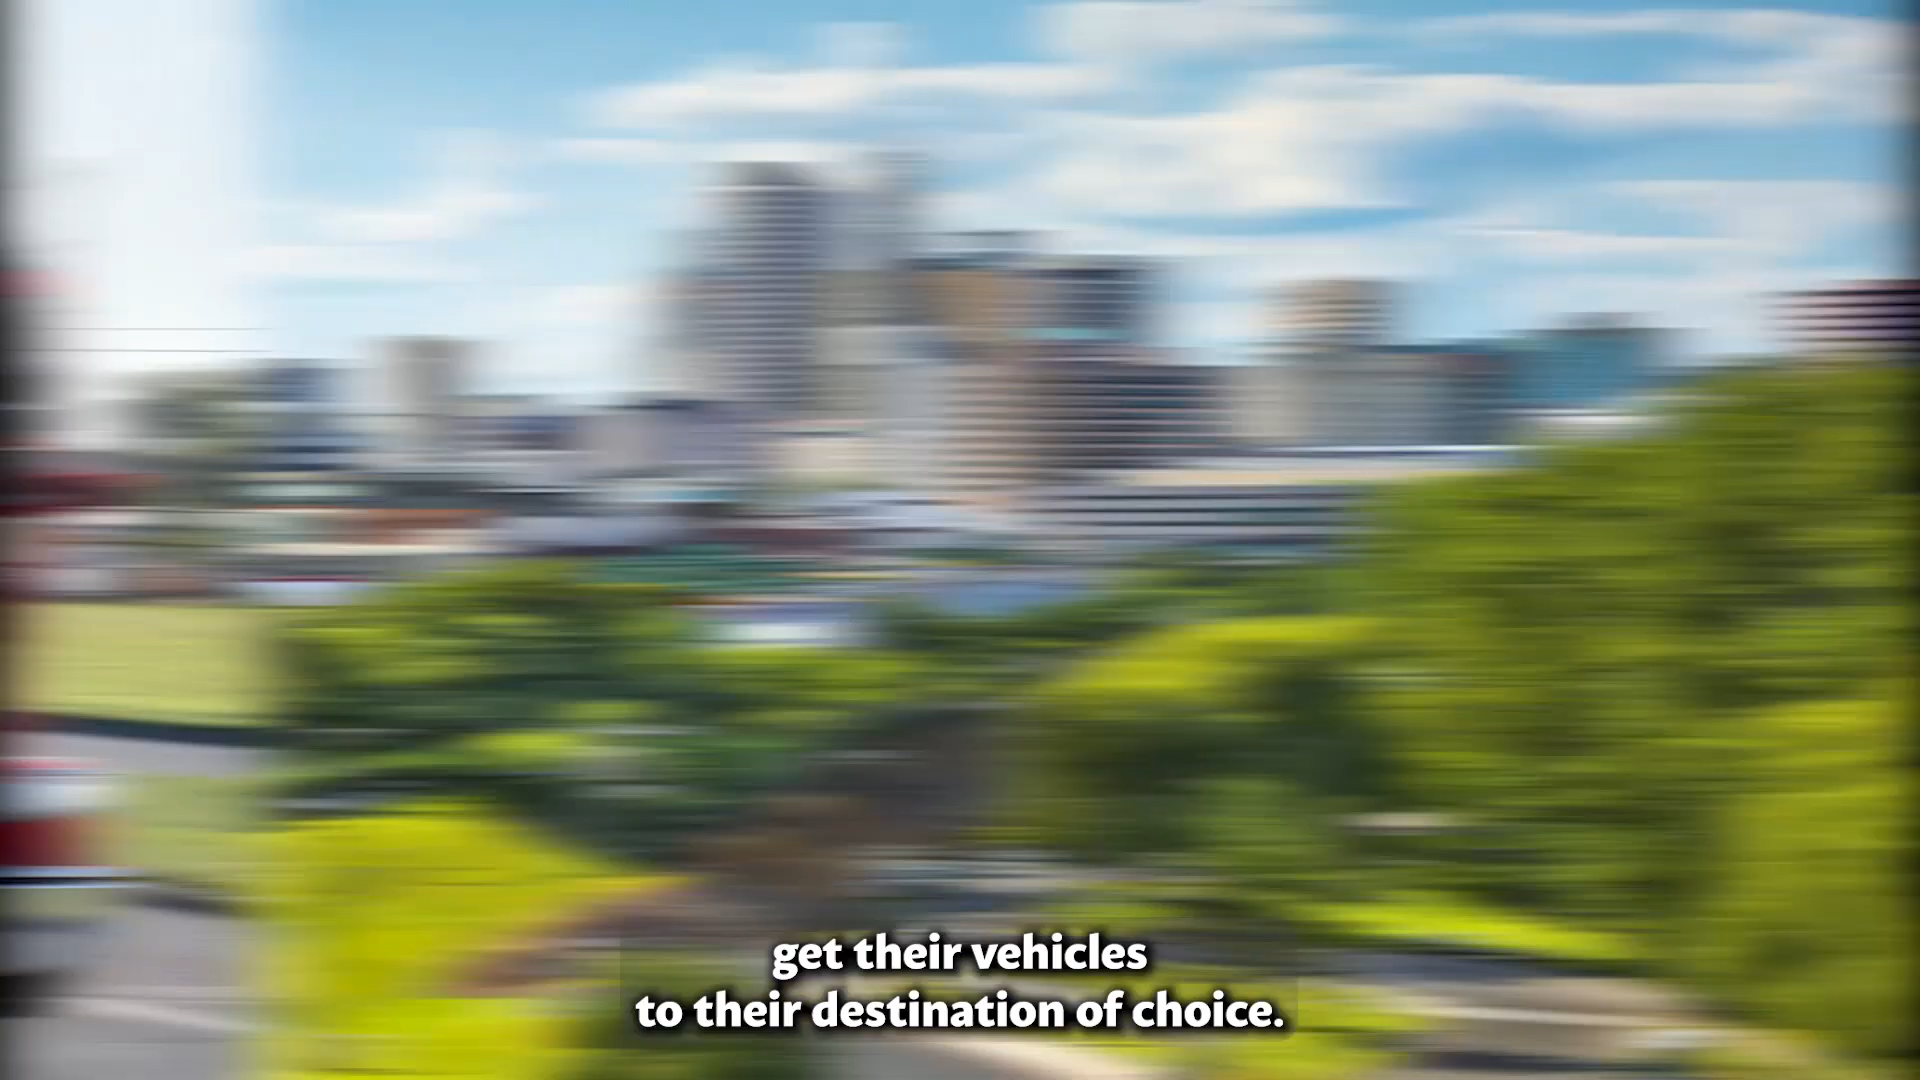 get their vehicles
to their destination of choice.